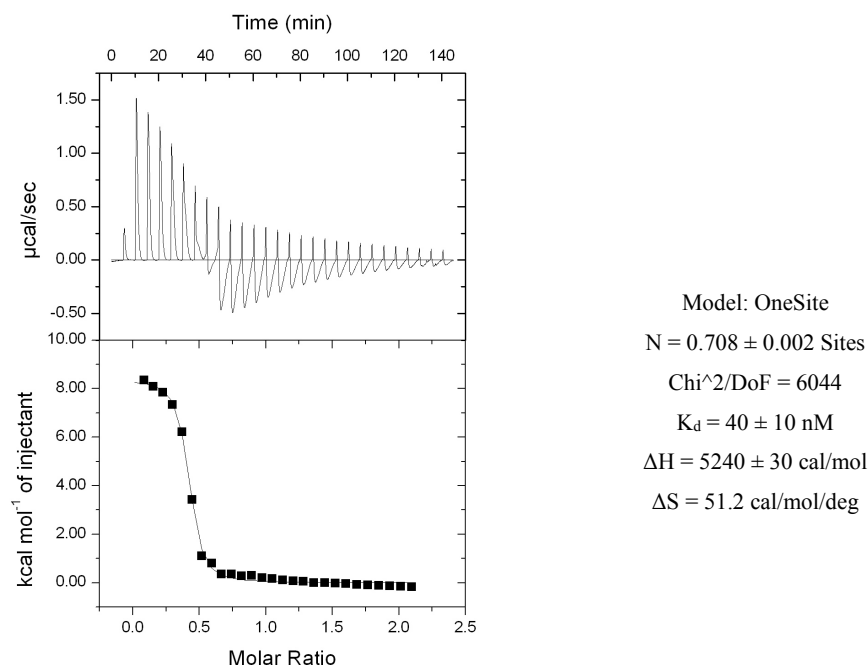 Time (min)
0 20 40 60 80 100 120 140
1.50
1.00
0.50
0.00
-0.50
µcal/sec
10.00
8.00
6.00
4.00
2.00
0.00
kcal mol⁻¹ of injectant
0.0 0.5 1.0 1.5 2.0 2.5
Molar Ratio
Model: OneSite
N = 0.708 ± 0.002 Sites
Chi^2/DoF = 6044
Kd = 40 ± 10 nM
ΔH = 5240 ± 30 cal/mol
ΔS = 51.2 cal/mol/deg